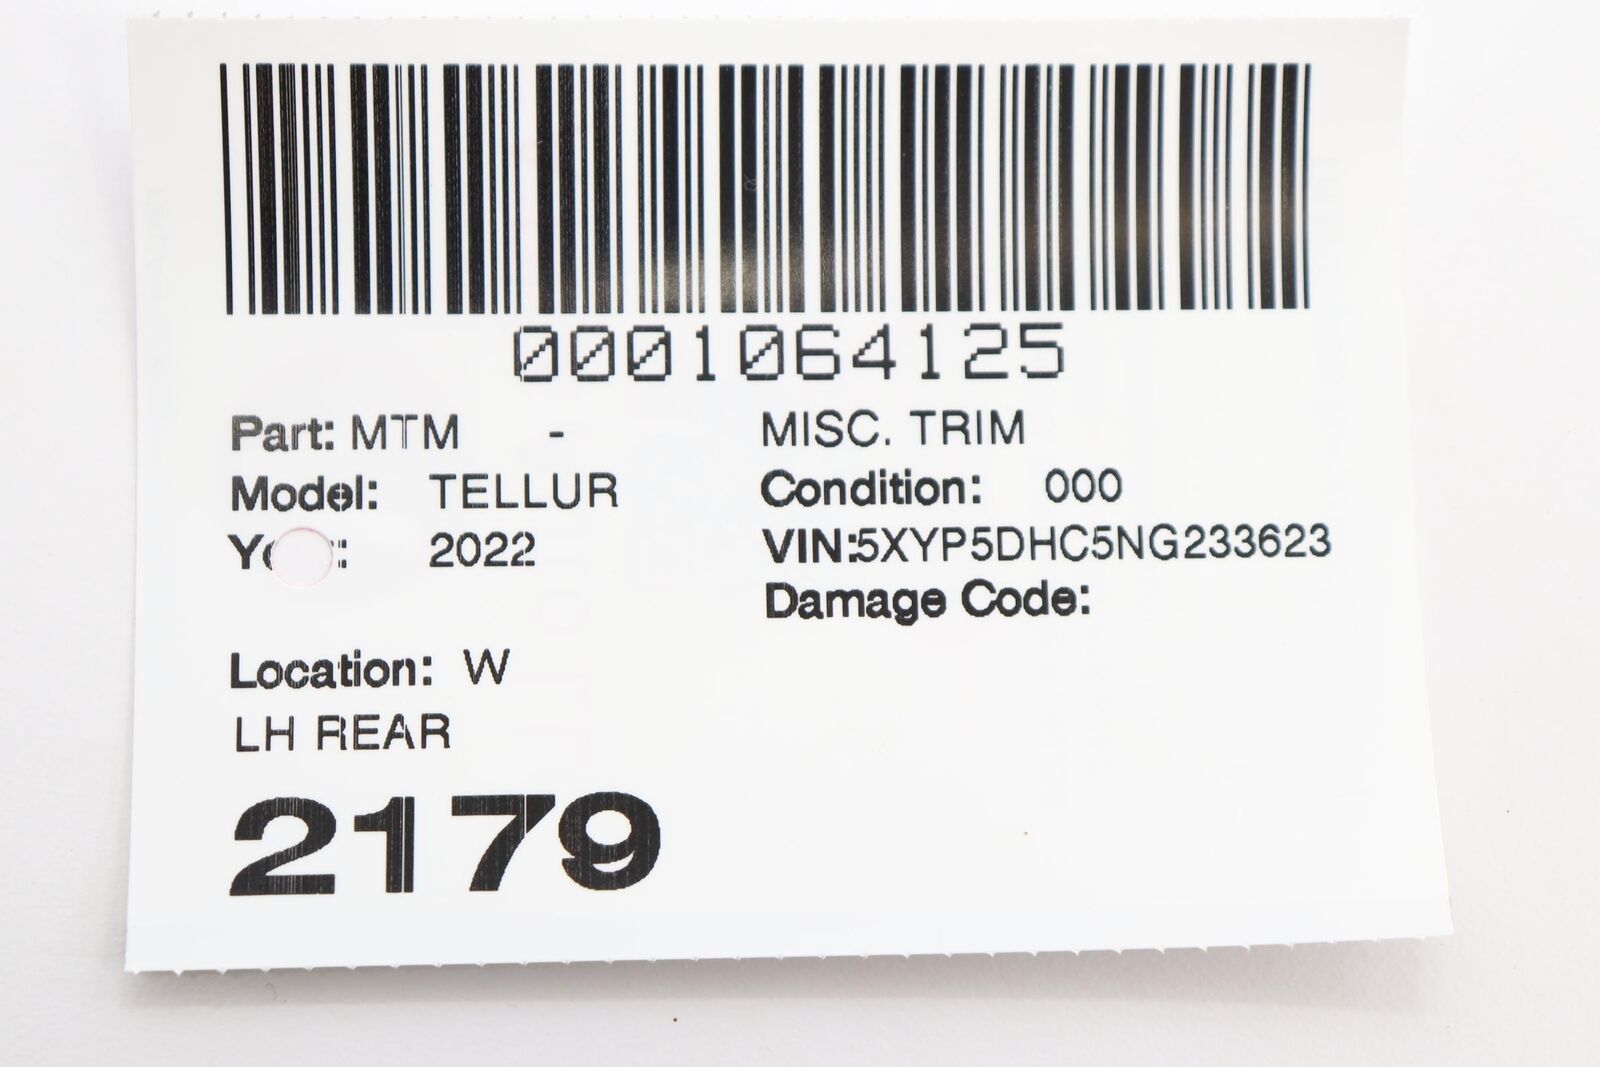 0001064125
Part: MTM - MISC. TRIM
Model: TELLUR Condition: 000
2022 VIN:5XYP5DHC5NG233623
Damage Code:
Location: W
LH REAR
2179